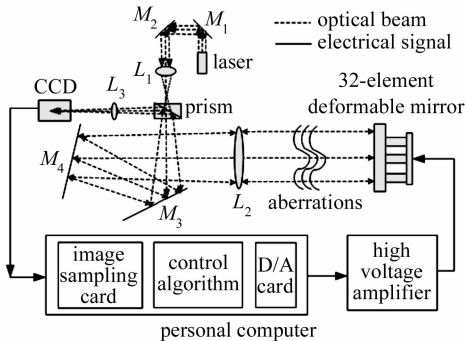 M2 M1
optical beam
electrical signal
L1
laser
CCD L3
prism
32-element
deformable mirror
M4
M3
L2
aberrations
image
sampling
card
control
algorithm
D/A
card
high
voltage
amplifier
personal computer